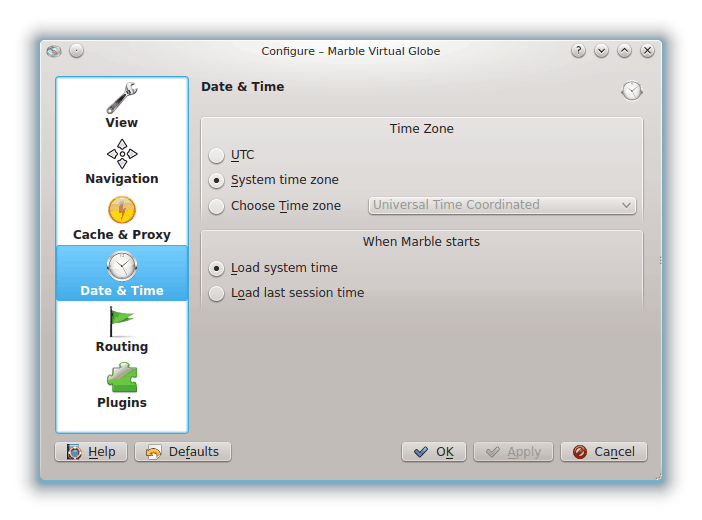 Configure – Marble Virtual Globe
View
Navigation
Cache & Proxy
Date & Time
Routing
Plugins
Date & Time
Time Zone
UTC
System time zone
Choose Time zone Universal Time Coordinated
When Marble starts
Load system time
Load last session time
Help Defaults OK Apply Cancel